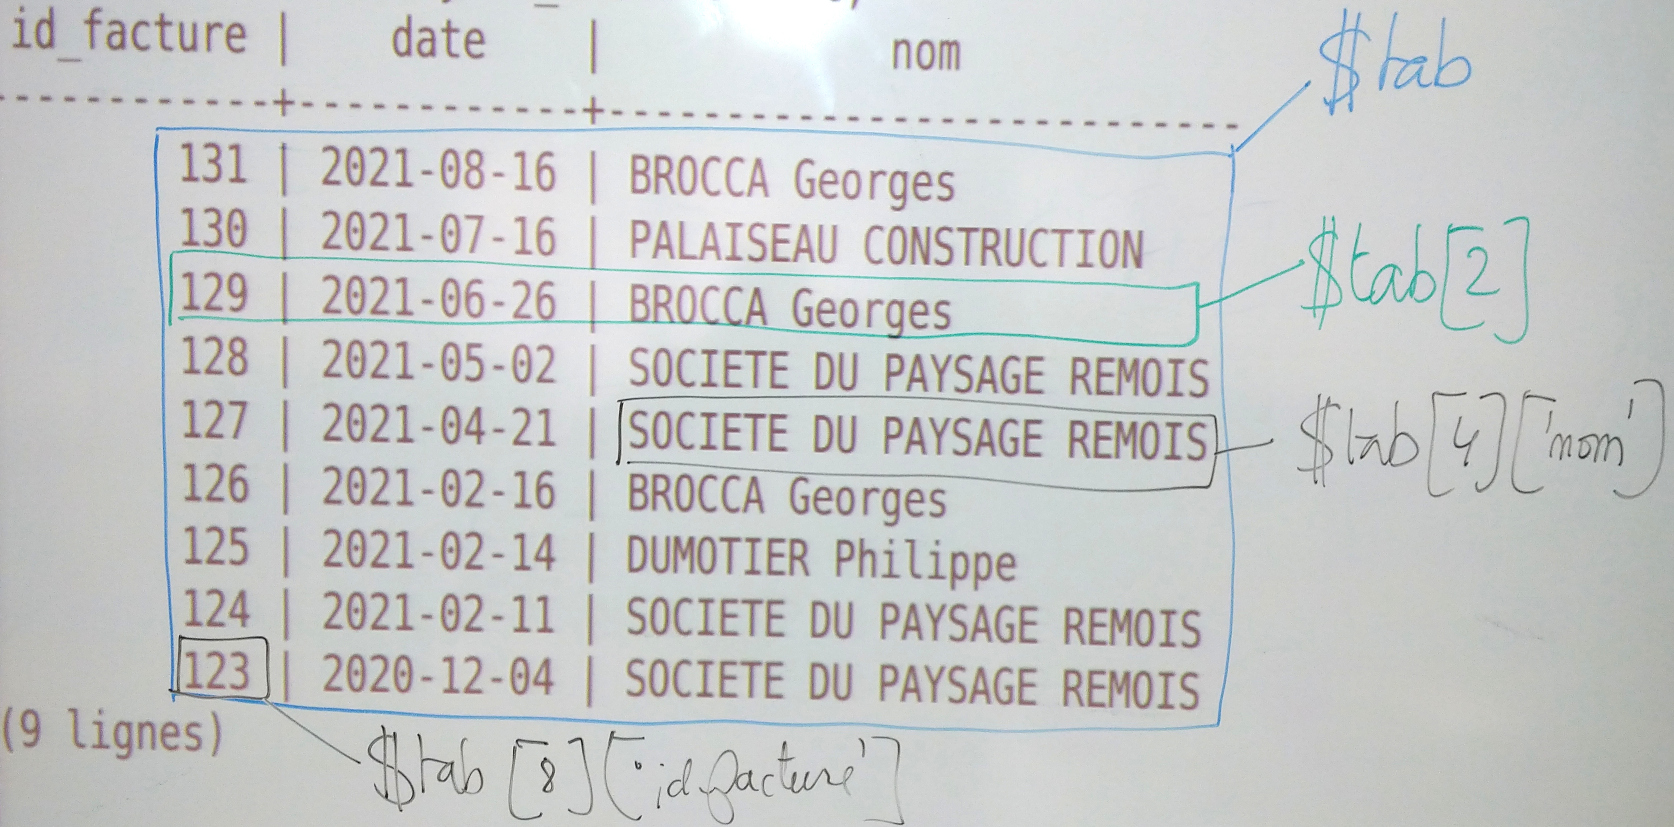 id_facture | date | nom
------------+------------+---------------------------
$tab
131 | 2021-08-16 | BROCCA Georges
130 | 2021-07-16 | PALAISEAU CONSTRUCTION
129 | 2021-06-26 | BROCCA Georges
$tab[2]
128 | 2021-05-02 | SOCIETE DU PAYSAGE REMOIS
127 | 2021-04-21 | SOCIETE DU PAYSAGE REMOIS
$tab[4]['nom']
126 | 2021-02-16 | BROCCA Georges
125 | 2021-02-14 | DUMOTIER Philippe
124 | 2021-02-11 | SOCIETE DU PAYSAGE REMOIS
123 | 2020-12-04 | SOCIETE DU PAYSAGE REMOIS
(9 lignes)
$tab[8]['id_facture']